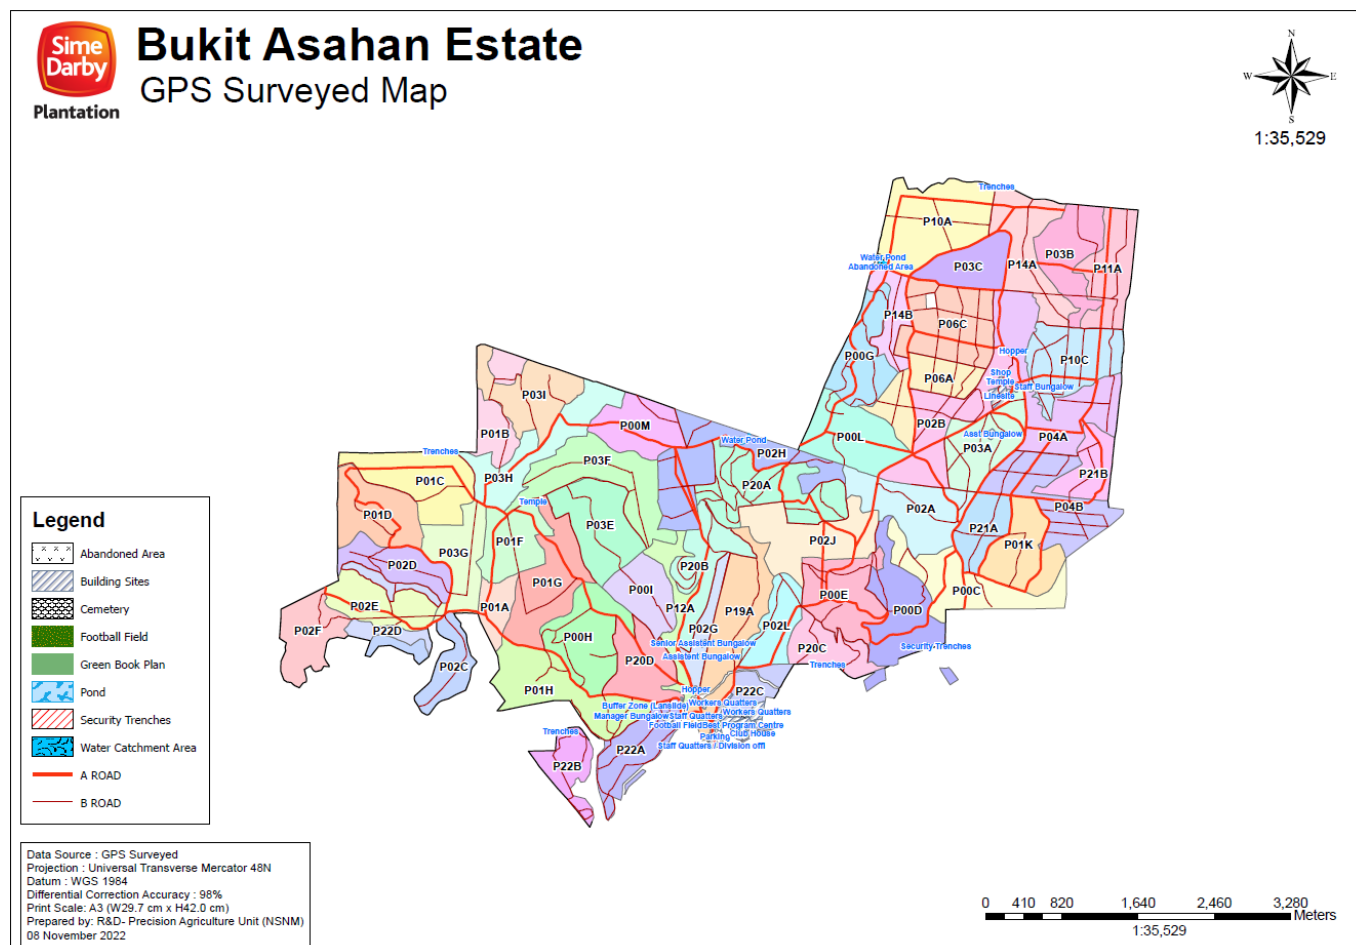 Sime
Darby
Plantation
Bukit Asahan Estate
GPS Surveyed Map
N
W
E
S
1:35,529
Trenches
P10A
P03B
Water Pond
Abandoned Area
P03C
P14A
P11A
P14B
P06C
P00G
Hopper
P10C
P06A
Shop
Temple
Staff Bungalow
Linesite
P03I
P00M
P02B
P01B
P00L
Asst Bungalow
P04A
Water Pond
P03A
Trenches
P02H
P03F
P03H
P21B
P01C
P20A
Temple
P02A
P04B
P01D
P03E
P21A
P01F
P02J
P01K
P03G
P02D
P20B
P01G
P00I
P00C
P00E
P02E
P01A
P12A
P19A
P00D
P02F
P22D
P00H
P02G
P02L
Senior Assistent Bungalow
P20C
Security Trenches
Assistent Bungalow
P20D
Trenches
P02C
P01H
Hopper
P22C
Buffer Zone (Lanslide)
Workers Quatters
Manager Bungalow
Staff Quatters
Workers Quatters
Football Field
Best Program Centre
Trenches
Parking
Club House
Staff Quatters / Division offi
P22A
P22B
Legend
Abandoned Area
Building Sites
Cemetery
Football Field
Green Book Plan
Pond
Security Trenches
Water Catchment Area
A ROAD
B ROAD
Data Source : GPS Surveyed
Projection : Universal Transverse Mercator 48N
Datum : WGS 1984
Differential Correction Accuracy : 98%
Print Scale: A3 (W29.7 cm x H42.0 cm)
Prepared by: R&D- Precision Agriculture Unit (NSNM)
08 November 2022
0 410 820 1,640 2,460 3,280
Meters
1:35,529